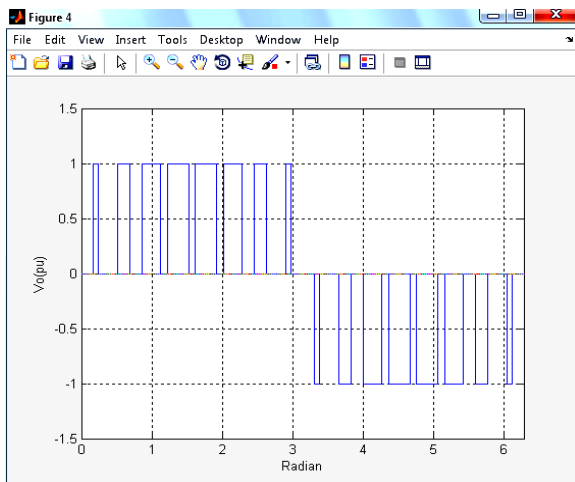 Figure 4
File Edit View Insert Tools Desktop Window Help
1.5
1
0.5
0
-0.5
-1
-1.5
Vo(pu)
0 1 2 3 4 5 6
Radian